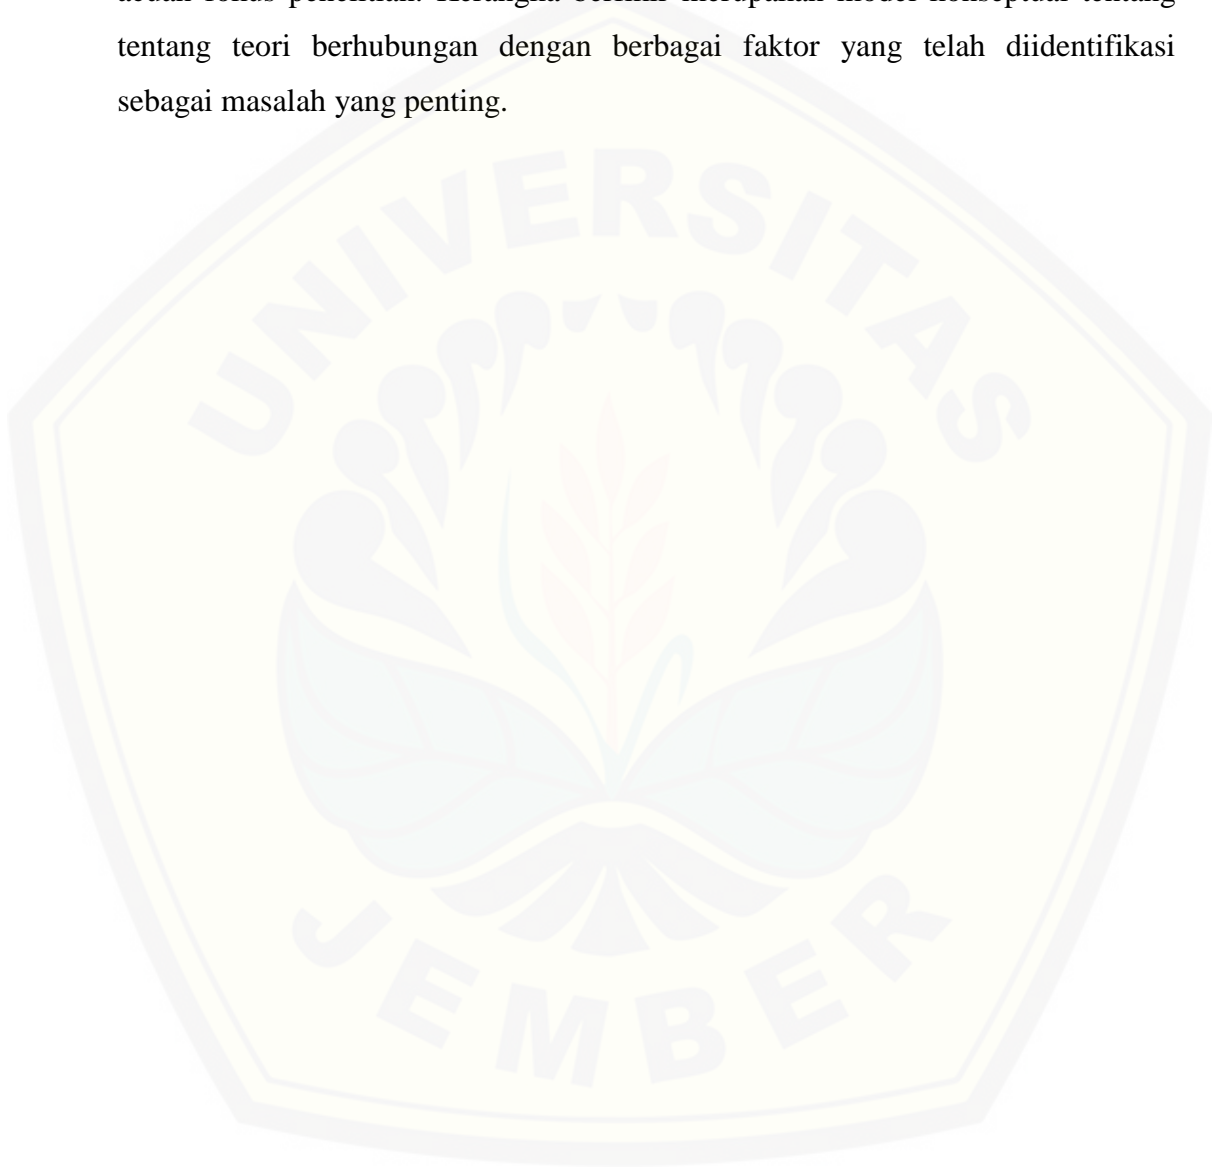 tentang teori berhubungan dengan berbagai faktor yang telah diidentifikasi
sebagai masalah yang penting.
UNIVERSITAS
JEMBER